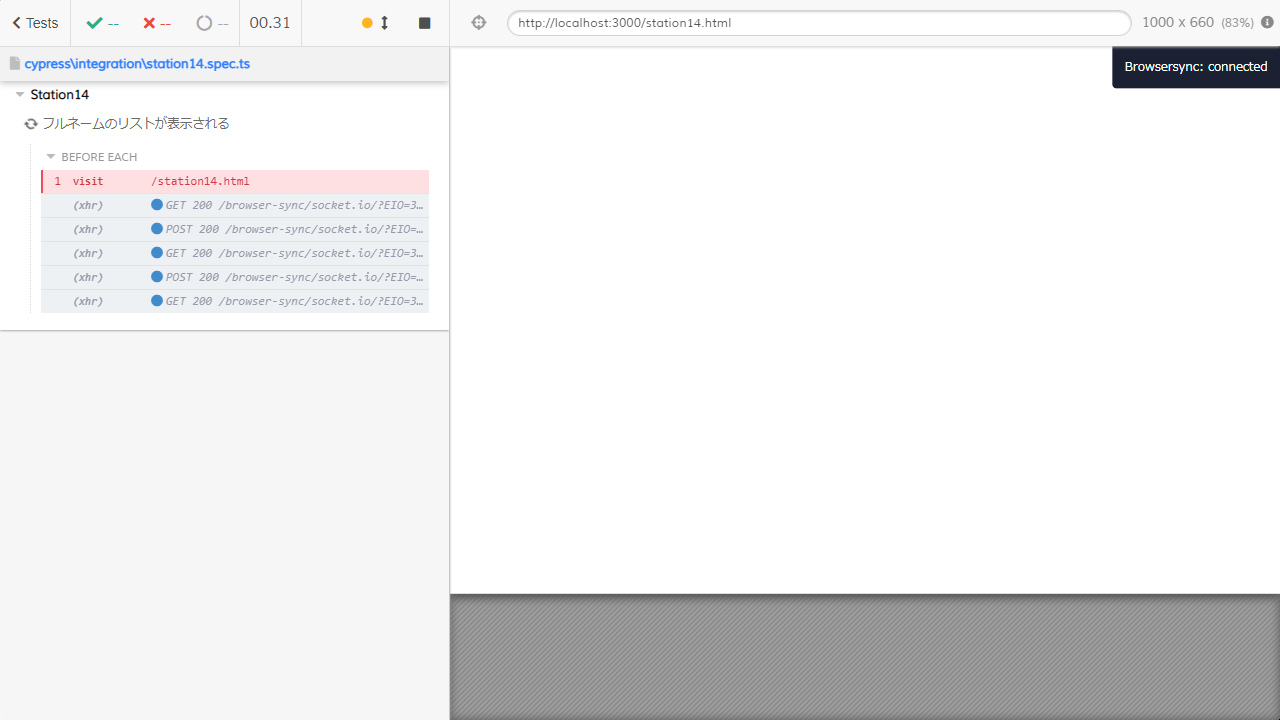 Tests -- -- -- 00.31
http://localhost:3000/station14.html 1000 x 660 (83%)
cypress\integration\station14.spec.ts
Browsersync: connected
Station14
フルネームのリストが表示される
BEFORE EACH
1 visit /station14.html
(xhr) GET 200 /browser-sync/socket.io/?EIO=3…
(xhr) POST 200 /browser-sync/socket.io/?EIO=…
(xhr) GET 200 /browser-sync/socket.io/?EIO=3…
(xhr) POST 200 /browser-sync/socket.io/?EIO=…
(xhr) GET 200 /browser-sync/socket.io/?EIO=3…